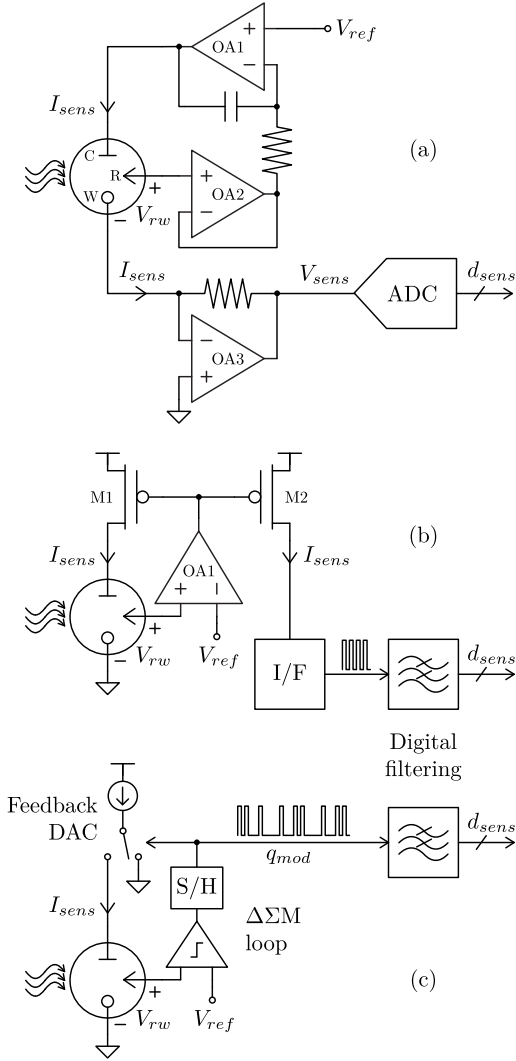 OA1
+
−
V_ref
I_sens
C
R
W
+
−
V_rw
+
−
OA2
(a)
I_sens
V_sens
ADC
d_sens
−
+
OA3
M1
M2
I_sens
OA1
+ −
I_sens
(b)
+
−
V_rw
V_ref
I/F
d_sens
Digital
filtering
Feedback
DAC
q_mod
d_sens
S/H
I_sens
ΔΣM
loop
+
−
V_rw
V_ref
(c)